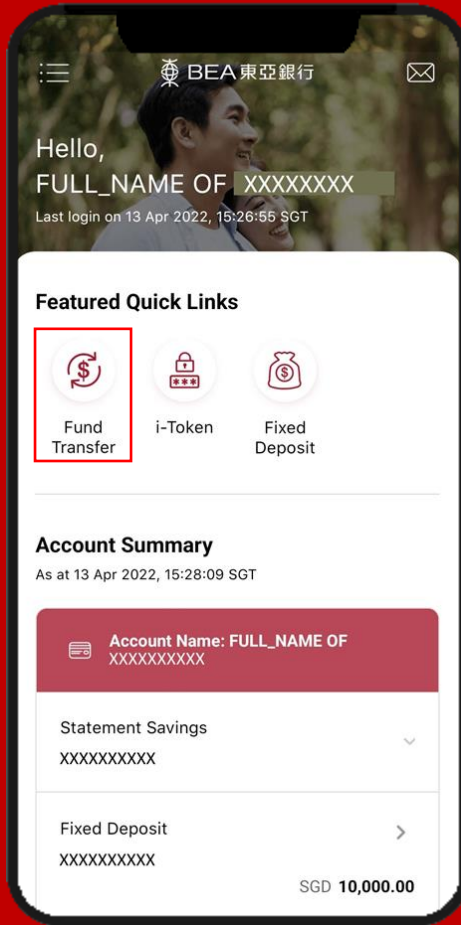 BEA東亞銀行
Hello,
FULL_NAME OF XXXXXXXX
Last login on 13 Apr 2022, 15:26:55 SGT
Featured Quick Links
Fund Transfer
i-Token
Fixed Deposit
Account Summary
As at 13 Apr 2022, 15:28:09 SGT
Account Name: FULL_NAME OF
XXXXXXXXXX
Statement Savings
XXXXXXXXXX
Fixed Deposit
XXXXXXXXXX
SGD 10,000.00